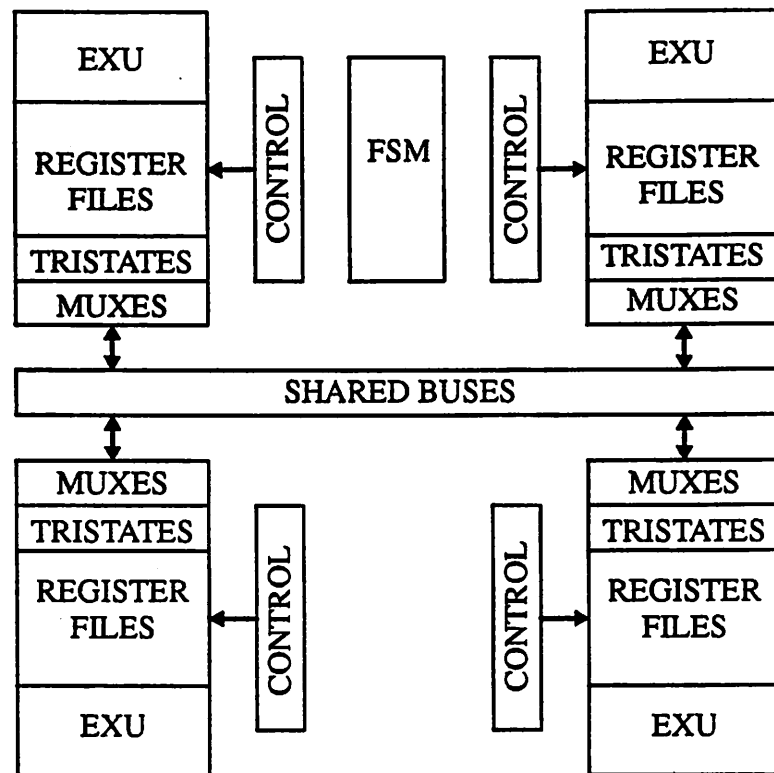 EXU
REGISTER
FILES
TRISTATES
MUXES
CONTROL
FSM
CONTROL
EXU
REGISTER
FILES
TRISTATES
MUXES
SHARED BUSES
MUXES
TRISTATES
REGISTER
FILES
EXU
CONTROL
CONTROL
MUXES
TRISTATES
REGISTER
FILES
EXU